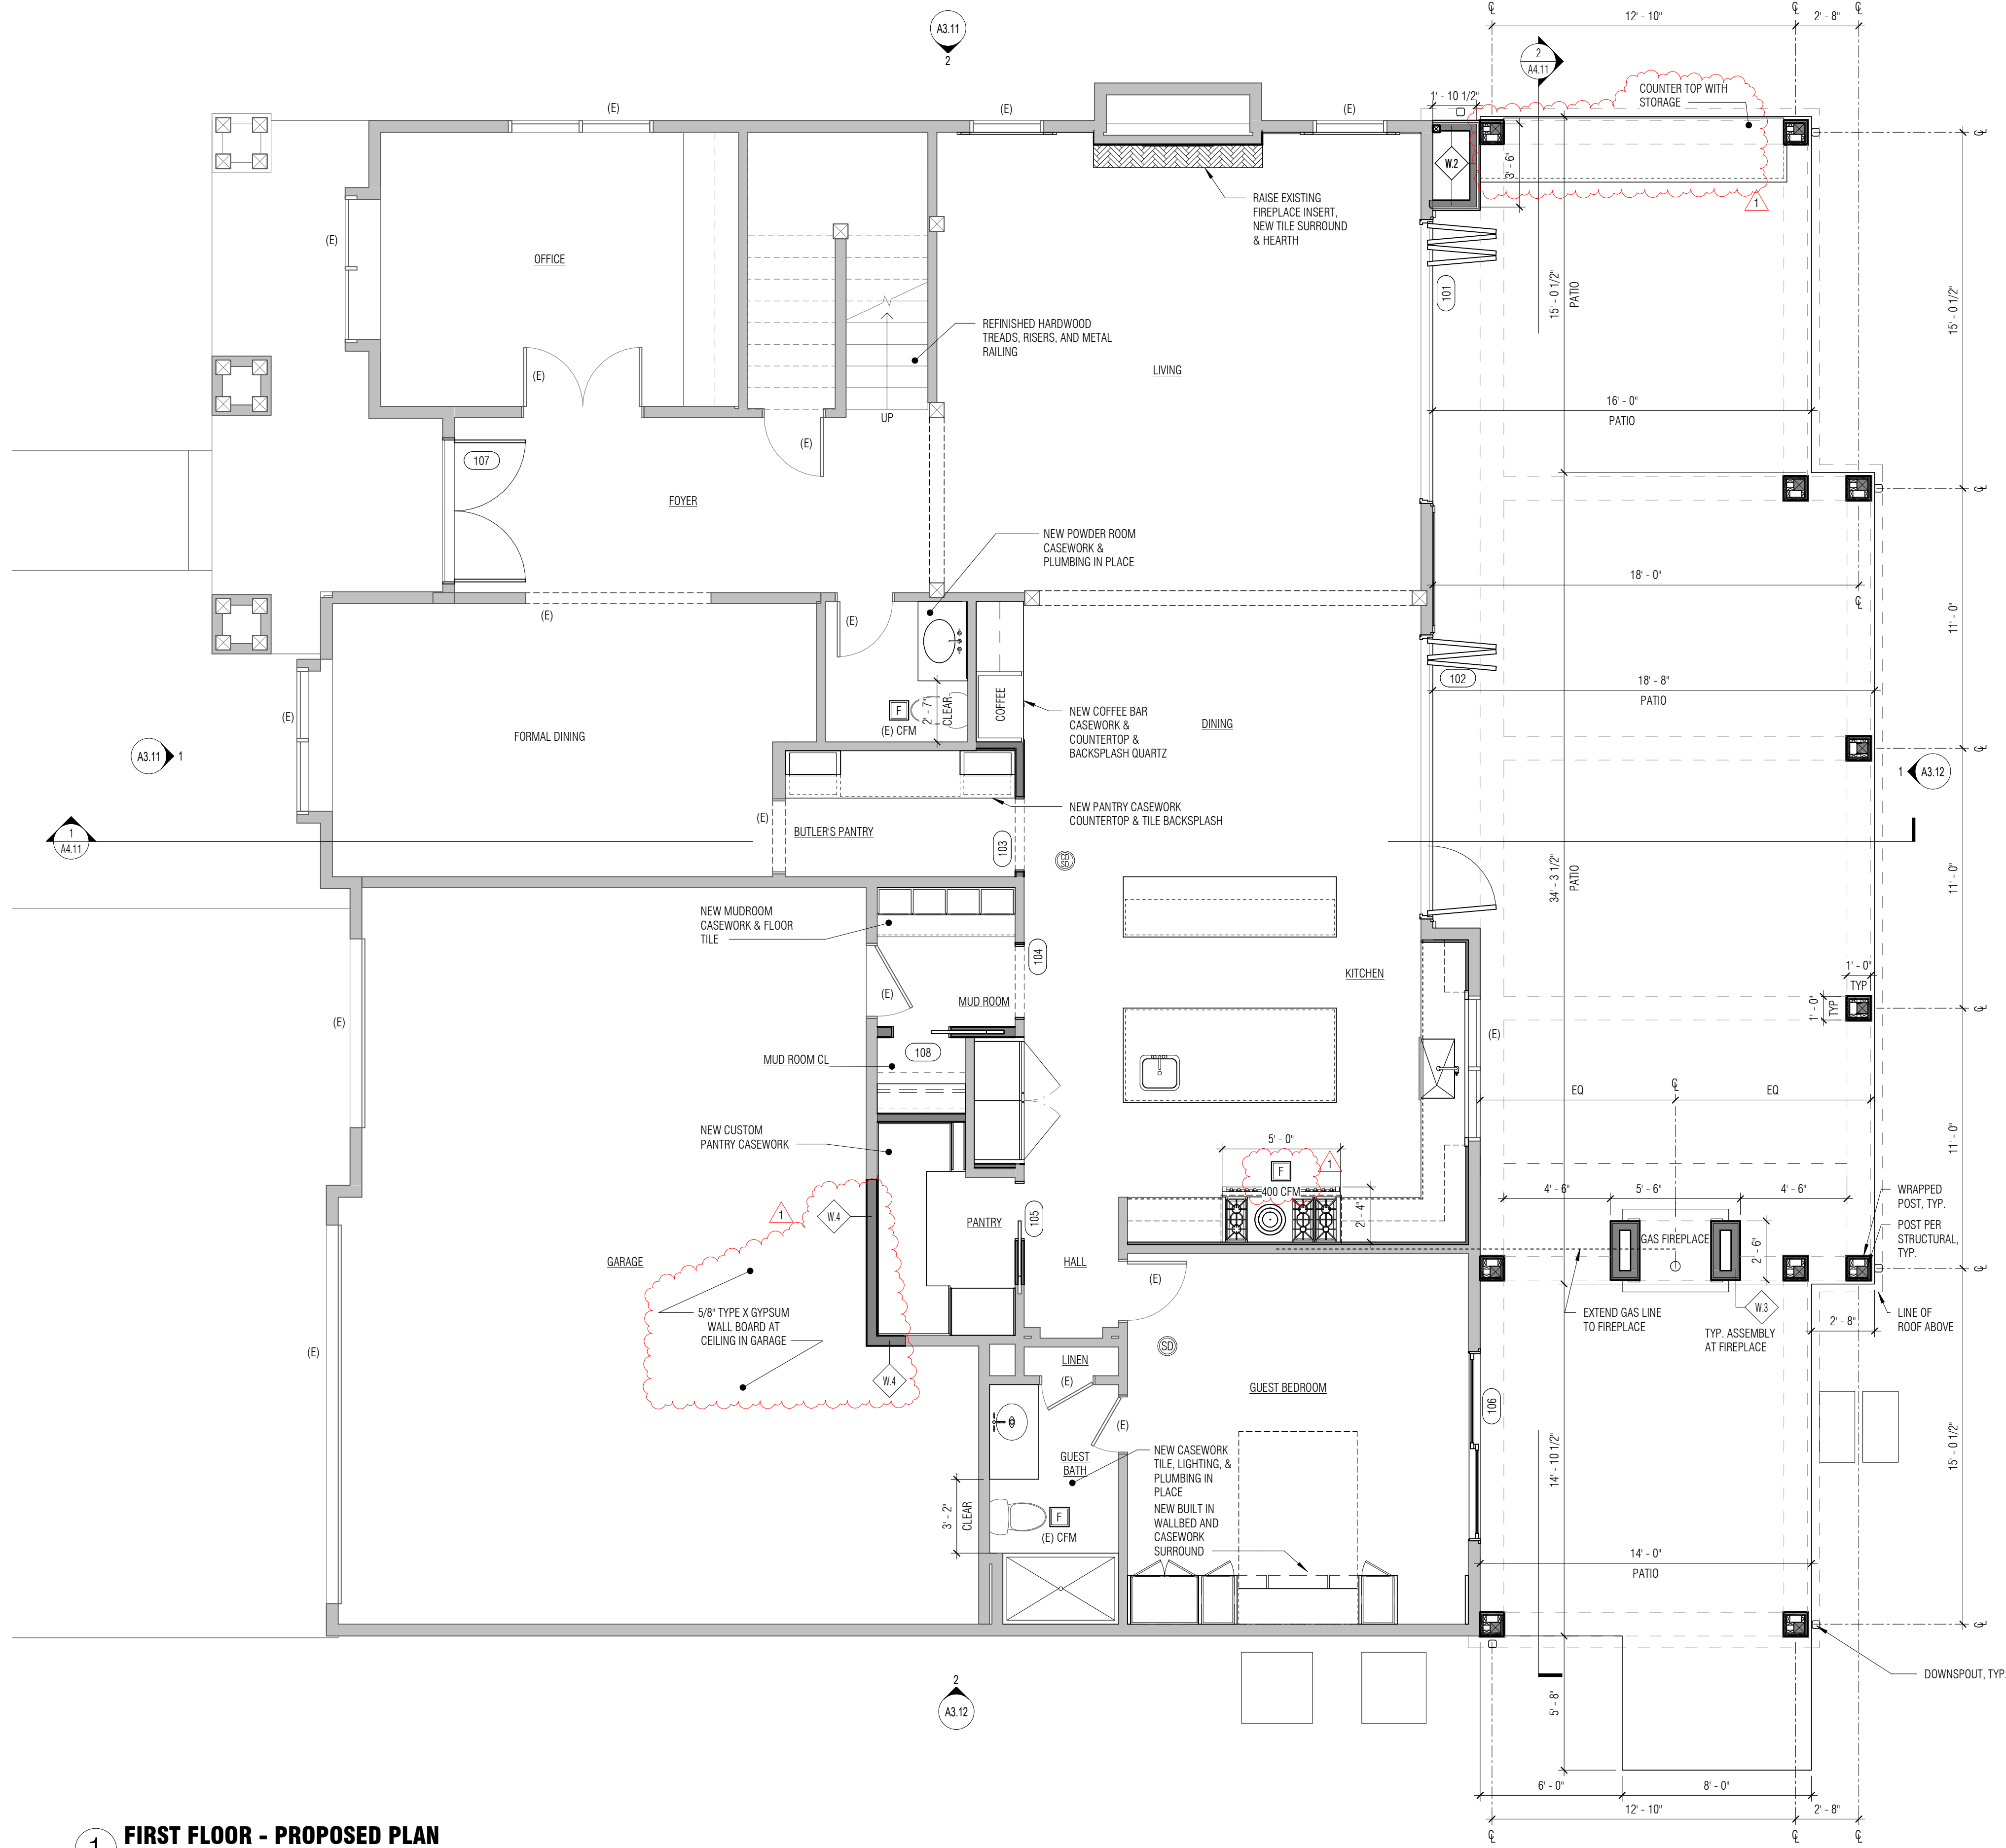 ℄ ℄ ℄
12' - 10" 2' - 8"
A3.11
2
2
A4.11
COUNTER TOP WITH
STORAGE
1' - 10 1/2"
(E) (E) (E)
W.2
3' - 6"
1
RAISE EXISTING
FIREPLACE INSERT,
NEW TILE SURROUND
& HEARTH
(E)
OFFICE
101
15' - 0 1/2"
PATIO
15' - 0 1/2"
REFINISHED HARDWOOD
TREADS, RISERS, AND METAL
RAILING
LIVING
(E)
UP
16' - 0"
PATIO
(E)
107
FOYER
NEW POWDER ROOM
CASEWORK &
PLUMBING IN PLACE
18' - 0"
℄
(E)
(E)
11' - 0"
102
18' - 8"
PATIO
COFFEE
2' - 7"
CLEAR
F
(E) CFM
NEW COFFEE BAR
CASEWORK &
COUNTERTOP &
BACKSPLASH QUARTZ
DINING
(E)
FORMAL DINING
A3.11 1
1 A3.12
NEW PANTRY CASEWORK
COUNTERTOP & TILE BACKSPLASH
(E)
BUTLER'S PANTRY
1
A4.11
103
34' - 3 1/2"
PATIO
11' - 0"
NEW MUDROOM
CASEWORK & FLOOR
TILE
104
KITCHEN
1' - 0"
TYP
(E)
MUD ROOM
1' - 0"
TYP
(E)
(E)
108
MUD ROOM CL
℄
EQ EQ
NEW CUSTOM
PANTRY CASEWORK
5' - 0"
F
1
400 CFM
11' - 0"
4' - 6" 5' - 6" 4' - 6"
WRAPPED
POST, TYP.
POST PER
STRUCTURAL,
TYP.
1
W.4
PANTRY
105
2' - 4"
GAS FIREPLACE
2' - 6"
GARAGE
HALL
(E)
5/8" TYPE X GYPSUM
WALL BOARD AT
CEILING IN GARAGE
EXTEND GAS LINE
TO FIREPLACE
W.3
TYP. ASSEMBLY
AT FIREPLACE
2' - 8"
LINE OF
ROOF ABOVE
(E)
SD
LINEN
(E)
W.4
GUEST BEDROOM
106
(E)
GUEST
BATH
NEW CASEWORK
TILE, LIGHTING, &
PLUMBING IN
PLACE
NEW BUILT IN
WALLBED AND
CASEWORK
SURROUND
14' - 10 1/2"
15' - 0 1/2"
3' - 2"
CLEAR
F
(E) CFM
14' - 0"
PATIO
DOWNSPOUT, TYP.
2
A3.12
5' - 8"
6' - 0" 8' - 0"
12' - 10" 2' - 8"
℄ ℄ ℄
1
FIRST FLOOR - PROPOSED PLAN